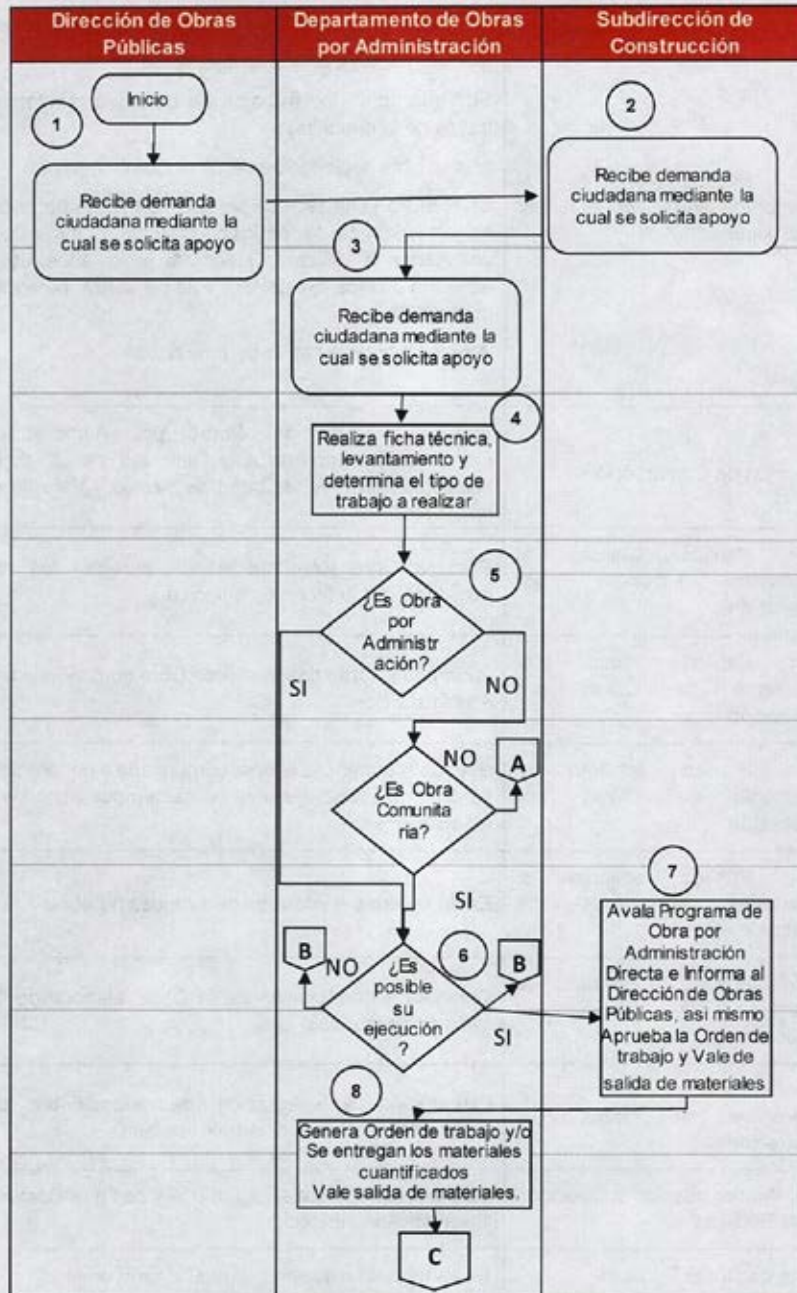 Dirección de Obras
Públicas
Departamento de Obras
por Administración
Subdirección de
Construcción
Inicio
1
2
Recibe demanda
ciudadana mediante la
cual se solicita apoyo
Recibe demanda
ciudadana mediante la
cual se solicita apoyo
3
Recibe demanda
ciudadana mediante la
cual se solicita apoyo
4
Realiza ficha técnica,
levantamiento y
determina el tipo de
trabajo a realizar
5
¿Es Obra
por
Administr
ación?
SI
NO
NO
A
¿Es Obra
Comunita
ria?
SI
7
Avala Programa de
Obra por
Administración
Directa e Informa al
Dirección de Obras
Públicas, asi mismo
Aprueba la Orden de
trabajo y Vale de
salida de materiales
B
NO
6
B
¿Es
posible
su
ejecución
?
SI
8
Genera Orden de trabajo y/o
Se entregan los materiales
cuantificados
Vale salida de materiales.
C